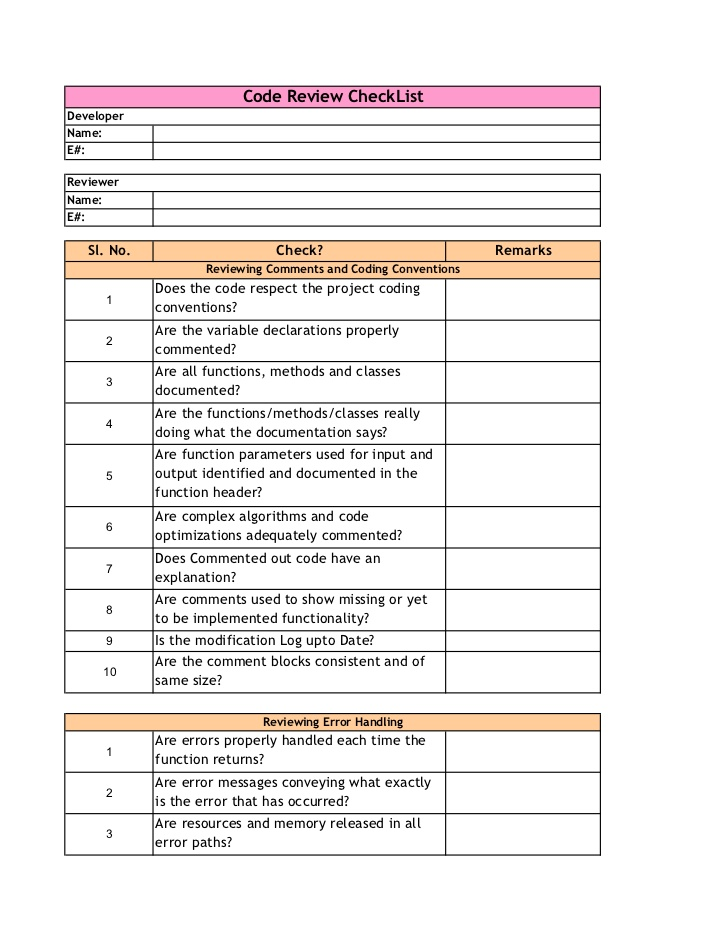 Code Review CheckList
Developer
Name:
E#:
Reviewer
Name:
E#:
Sl. No. Check? Remarks
Reviewing Comments and Coding Conventions
1 Does the code respect the project coding
conventions?
2 Are the variable declarations properly
commented?
3 Are all functions, methods and classes
documented?
4 Are the functions/methods/classes really
doing what the documentation says?
5 Are function parameters used for input and
output identified and documented in the
function header?
6 Are complex algorithms and code
optimizations adequately commented?
7 Does Commented out code have an
explanation?
8 Are comments used to show missing or yet
to be implemented functionality?
9 Is the modification Log upto Date?
10 Are the comment blocks consistent and of
same size?
Reviewing Error Handling
1 Are errors properly handled each time the
function returns?
2 Are error messages conveying what exactly
is the error that has occurred?
3 Are resources and memory released in all
error paths?